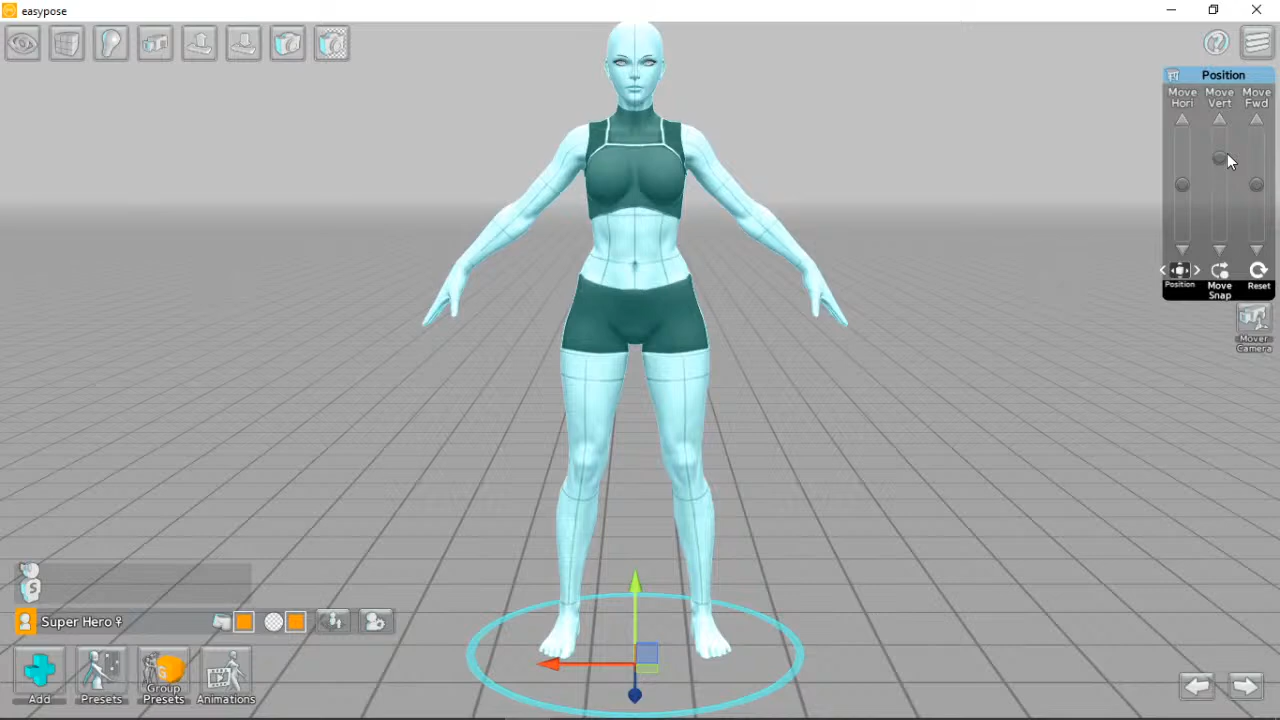 easypose
Position
Move Move Move
Hori Vert Fwd
Position
Move
Snap
Reset
Mover
Camera
S
Super Hero♀
G
Add
Presets
Group
Presets
Animations